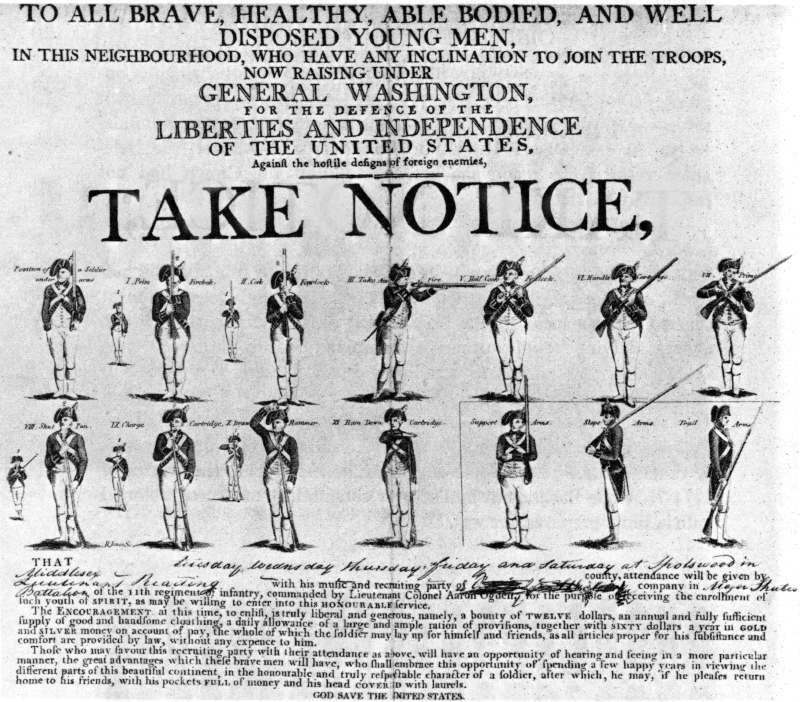 TO ALL BRAVE, HEALTHY, ABLE BODIED, AND WELL
DISPOSED YOUNG MEN,
IN THIS NEIGHBOURHOOD, WHO HAVE ANY INCLINATION TO JOIN THE TROOPS,
NOW RAISING UNDER
GENERAL WASHINGTON,
FOR THE DEFENCE OF THE
LIBERTIES AND INDEPENDENCE
OF THE UNITED STATES,
Against the hostile designs of foreign enemies,
TAKE NOTICE,
Position of a Soldier under arms
I. Poise Firelock.
II. Cock Firelock
III. Take Aim Fire
V. Half Cock Firelock
VI. Handle Cartridge
VII Prime
VIII. Shut Pan
IX. Charge Cartridge
X. Draw Rammer
XI Ram Down Cartridge
Support Arms
Slope Arms
Trail Arms
THAT tuesday, wednesday thursday, friday and saturday at Spotswood in
Middlesex county, attendance will be given by
Lieutenant Reading with his music and recruiting party of company in
Battalion of the 11th regiment of infantry, commanded by Lieutenant Colonel Aaron Ogden, for the purpose of receiving the enrollment of
such youth of SPIRIT, as may be willing to enter into this HONOURABLE service.
The ENCOURAGEMENT at this time, to enlist, is truly liberal and generous, namely, a bounty of TWELVE dollars, an annual and fully sufficient
supply of good and handsome cloathing, a daily allowance of a large and ample ration of provisions, together with SIXTY dollars a year in GOLD
and SILVER money on account of pay, the whole of which the soldier may lay up for himself and friends, as all articles proper for his subsistance and
comfort are provided by law, without any expence to him.
Those who may favour this recruiting party with their attendance as above, will have an opportunity of hearing and seeing in a more particular
manner, the great advantages which these brave men will have, who shall embrace this opportunity of spending a few happy years in viewing the
different parts of this beautiful continent, in the honourable and truly respectable character of a soldier, after which, he may, if he pleases return
home to his friends, with his pockets FULL of money and his head COVERED with laurels.
GOD SAVE THE UNITED STATES.